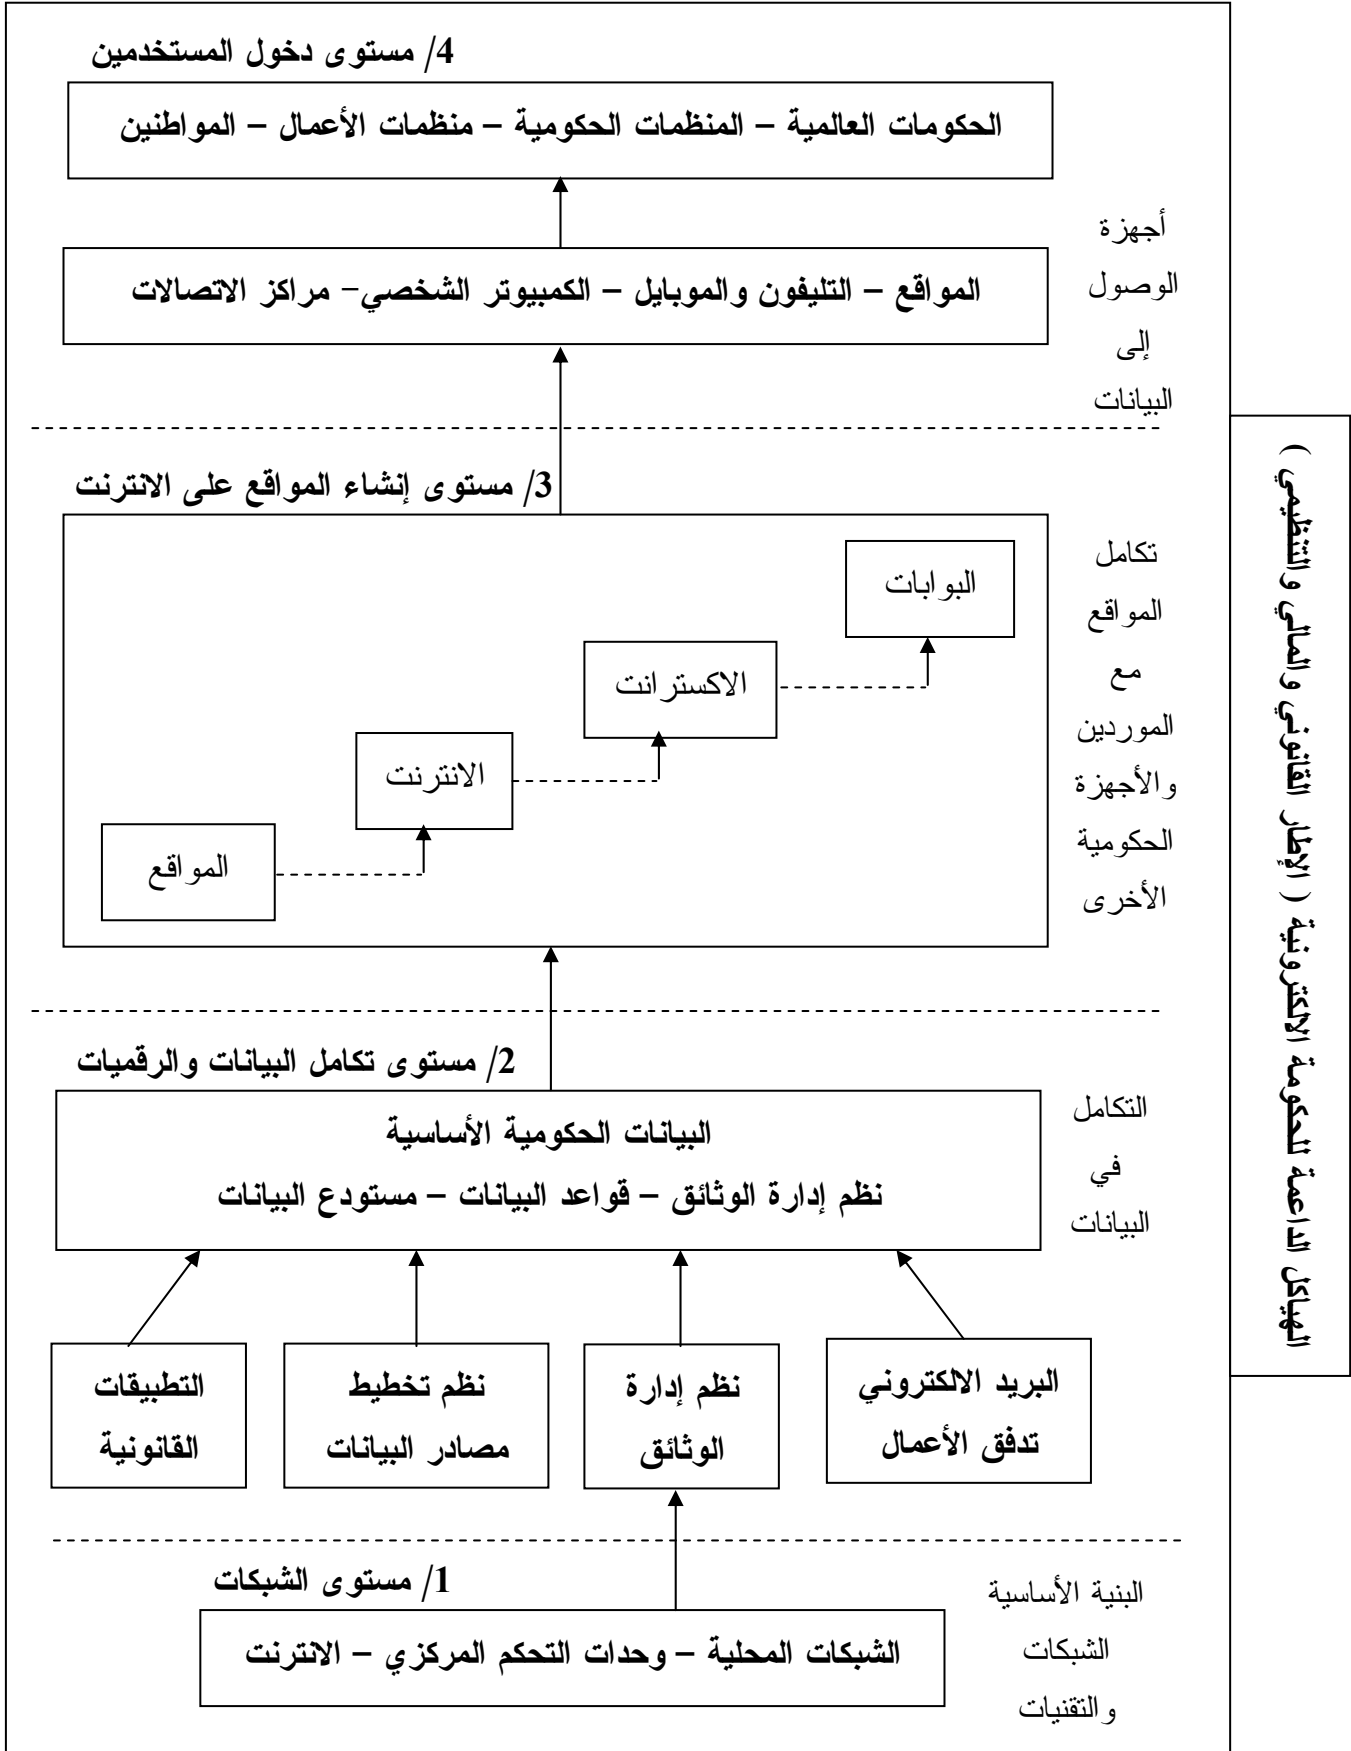 4/ مستوى دخول المستخدمين
الحكومات العالمية – المنظمات الحكومية – منظمات الأعمال – المواطنين
أجهزة
الوصول
إلى
البيانات
المواقع – التليفون والموبايل – الكمبيوتر الشخصي- مراكز الاتصالات
3/ مستوى إنشاء المواقع على الانترنت
تكامل
المواقع
مع
الموردين
والأجهزة
الحكومية
الأخرى
البوابات
الاكسترانت
الانترنت
المواقع
2/ مستوى تكامل البيانات والرقميات
التكامل
في
البيانات
البيانات الحكومية الأساسية
نظم إدارة الوثائق – قواعد البيانات – مستودع البيانات
البريد الالكتروني
تدفق الأعمال
نظم إدارة
الوثائق
نظم تخطيط
مصادر البيانات
التطبيقات
القانونية
1/ مستوى الشبكات
البنية الأساسية
الشبكات
والتقنيات
الشبكات المحلية – وحدات التحكم المركزي – الانترنت
الهياكل الداعمة للحكومة الإلكترونية ( الإطار القانوني والمالي والتنظيمي )